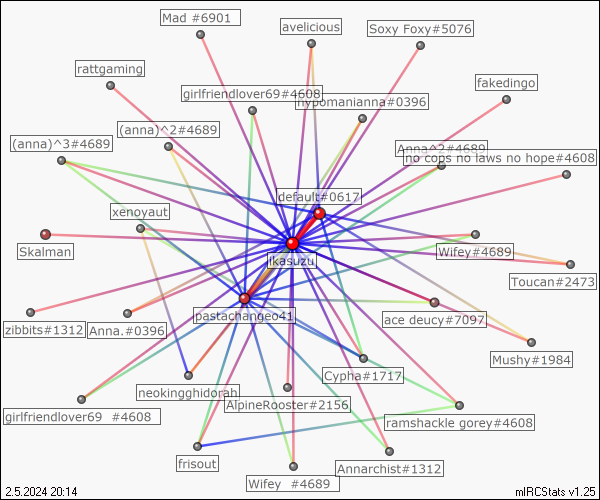 Mad #6901
avelicious
Soxy Foxy#5076
rattgaming
fakedingo
girlfriendlover69#4608
hypomanianna#0396
(anna)^2#4689
(anna)^3#4689
Anna^2#4689
no cops no laws no hope#4608
default#0617
xenoyaut
Skalman
ikasuzu
Wifey#4689
Toucan#2473
pastachangeo41
ace deucy#7097
zibbits#1312
Anna.#0396
Mushy#1984
Cypha#1717
neokingghidorah
AlpineRooster#2156
girlfriendlover69 #4608
ramshackle gorey#4608
frisout
Annarchist#1312
Wifey #4689
2.5.2024 20:14
mIRCStats v1.25